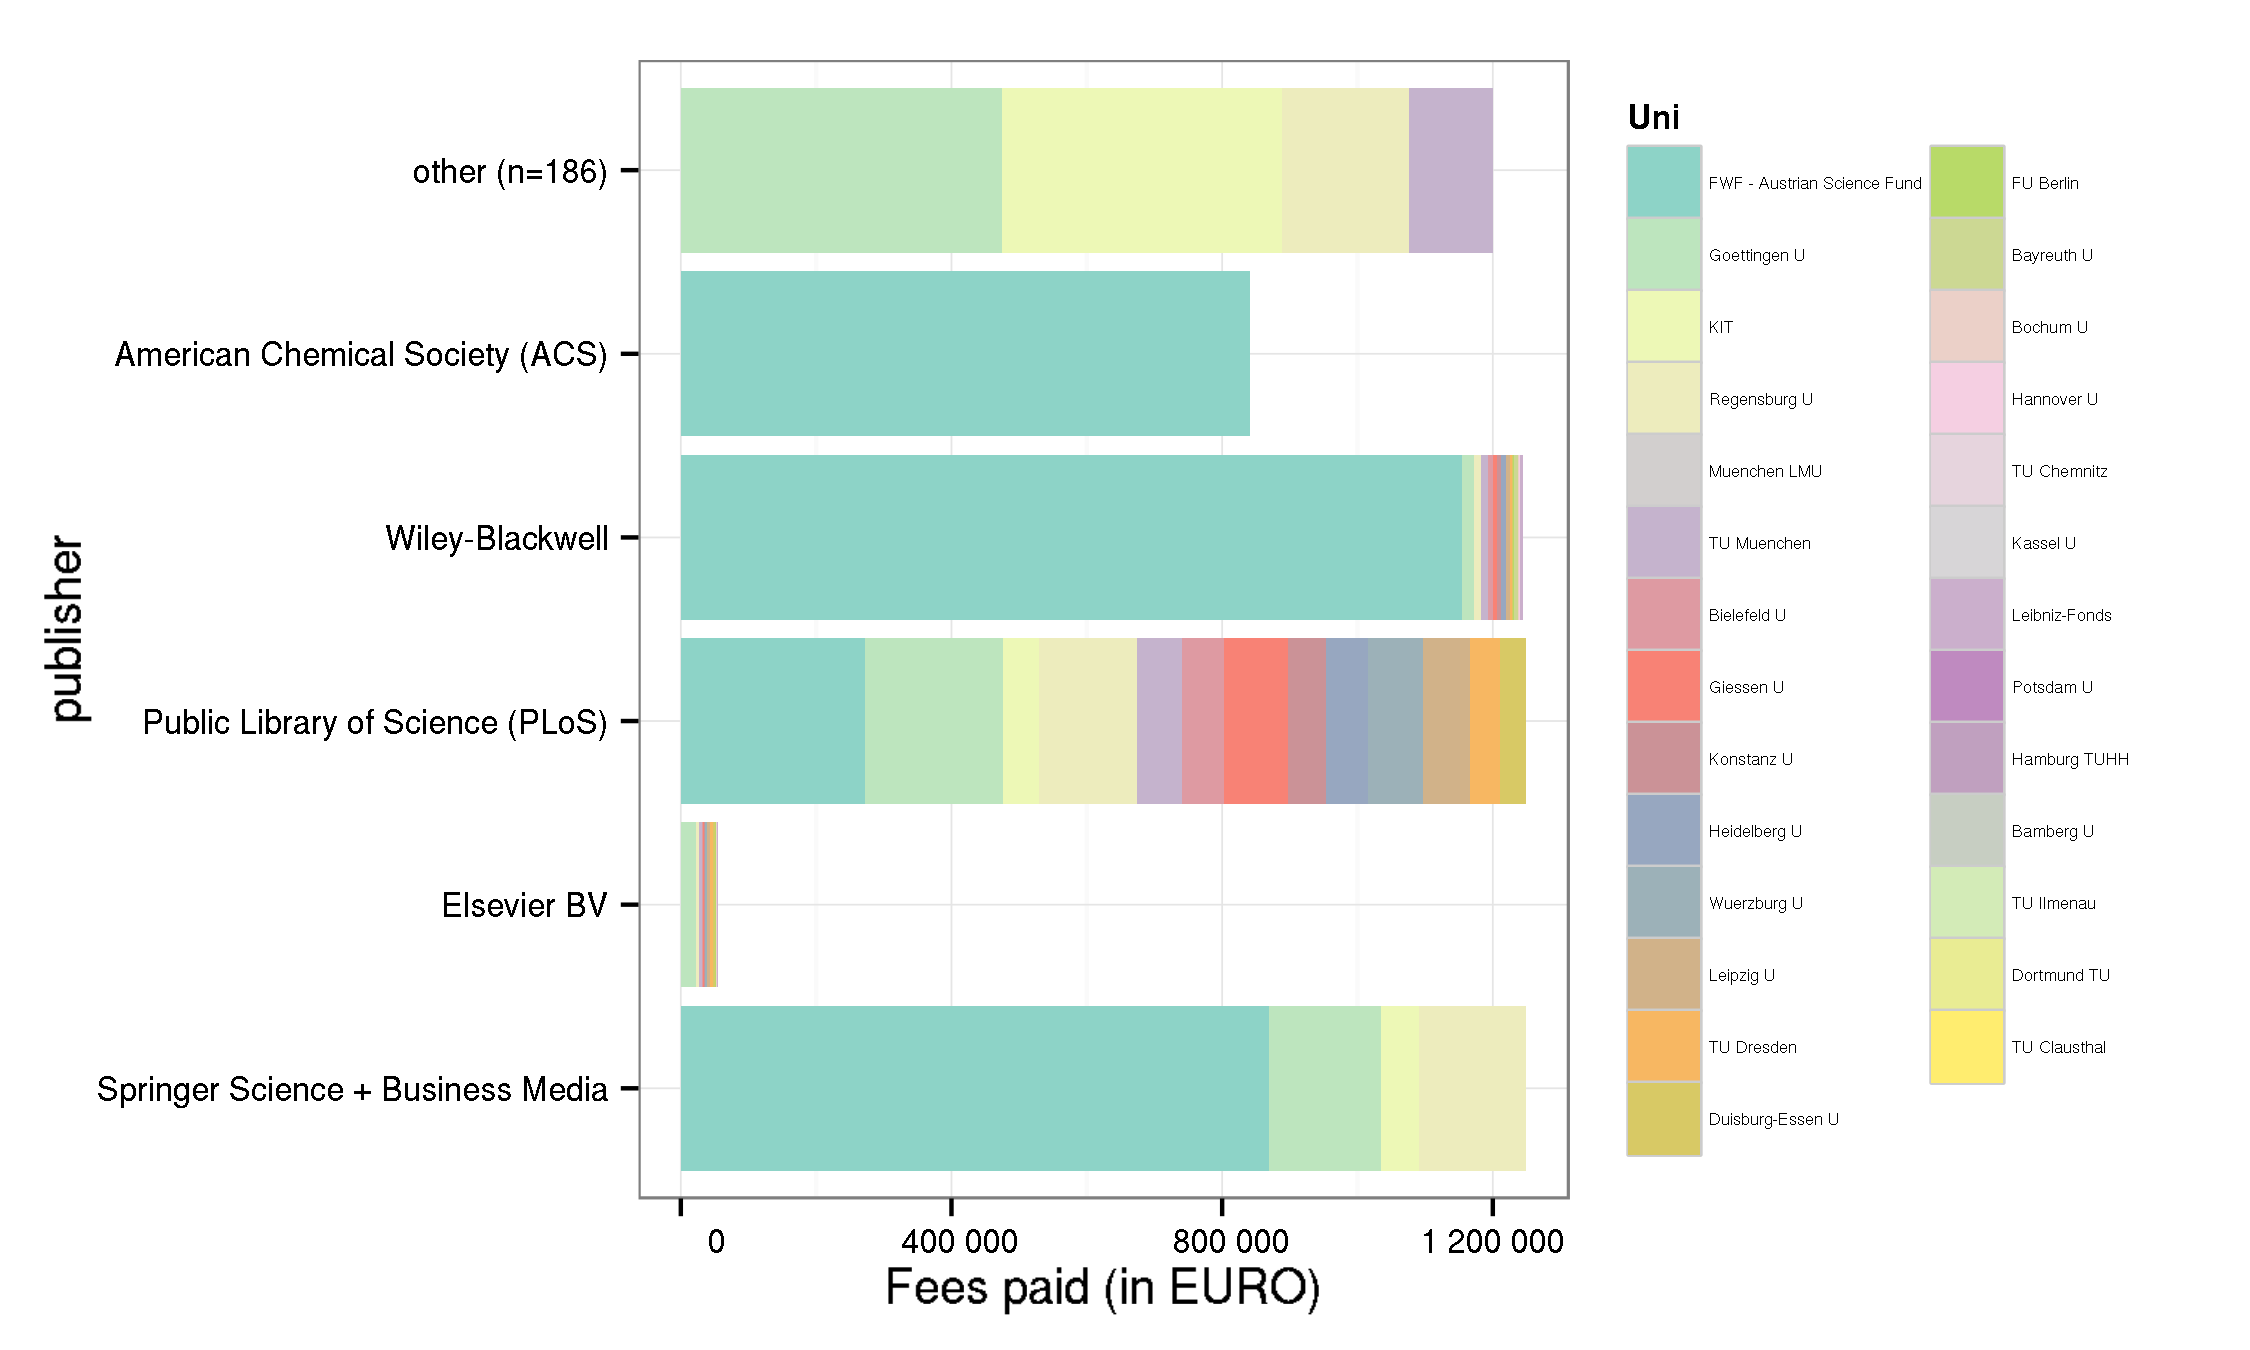 other (n=186)
American Chemical Society (ACS)
Wiley-Blackwell
Public Library of Science (PLoS)
Elsevier BV
Springer Science + Business Media
publisher
0
400 000
800 000
1 200 000
Fees paid (in EURO)
Uni
FWF - Austrian Science Fund
Goettingen U
KIT
Regensburg U
Muenchen LMU
TU Muenchen
Bielefeld U
Giessen U
Konstanz U
Heidelberg U
Wuerzburg U
Leipzig U
TU Dresden
Duisburg-Essen U
FU Berlin
Bayreuth U
Bochum U
Hannover U
TU Chemnitz
Kassel U
Leibniz-Fonds
Potsdam U
Hamburg TUHH
Bamberg U
TU Ilmenau
Dortmund TU
TU Clausthal